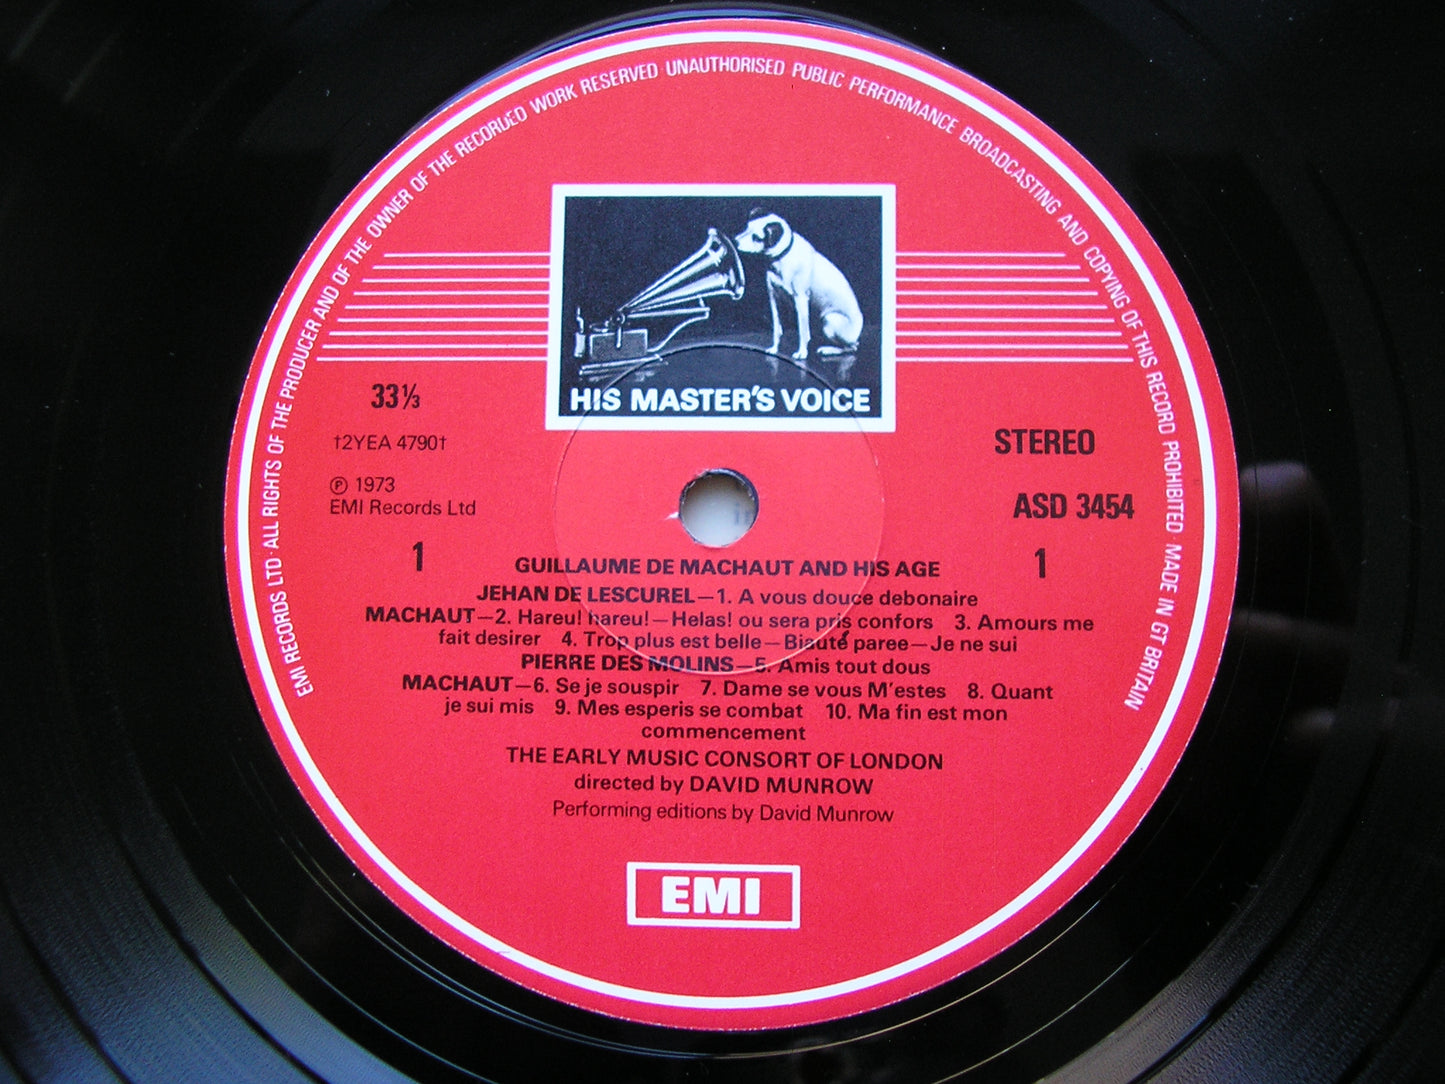 EMI RECORDS LTD · ALL RIGHTS OF THE PRODUCER AND OF THE OWNER OF THE RECORDED WORK RESERVED UNAUTHORISED PUBLIC PERFORMANCE BROADCASTING AND COPYING OF THIS RECORD PROHIBITED · MADE IN GT BRITAIN
HIS MASTER'S VOICE
33⅓
†2YEA 4790†
STEREO
℗ 1973
EMI Records Ltd
ASD 3454
1
1
GUILLAUME DE MACHAUT AND HIS AGE
JEHAN DE LESCUREL—1. A vous douce debonaire
MACHAUT—2. Hareu! hareu!—Helas! ou sera pris confors 3. Amours me
fait desirer 4. Trop plus est belle—Biauté paree—Je ne sui
PIERRE DES MOLINS—5. Amis tout dous
MACHAUT—6. Se je souspir 7. Dame se vous M'estes 8. Quant
je sui mis 9. Mes esperis se combat 10. Ma fin est mon
commencement
THE EARLY MUSIC CONSORT OF LONDON
directed by DAVID MUNROW
Performing editions by David Munrow
EMI